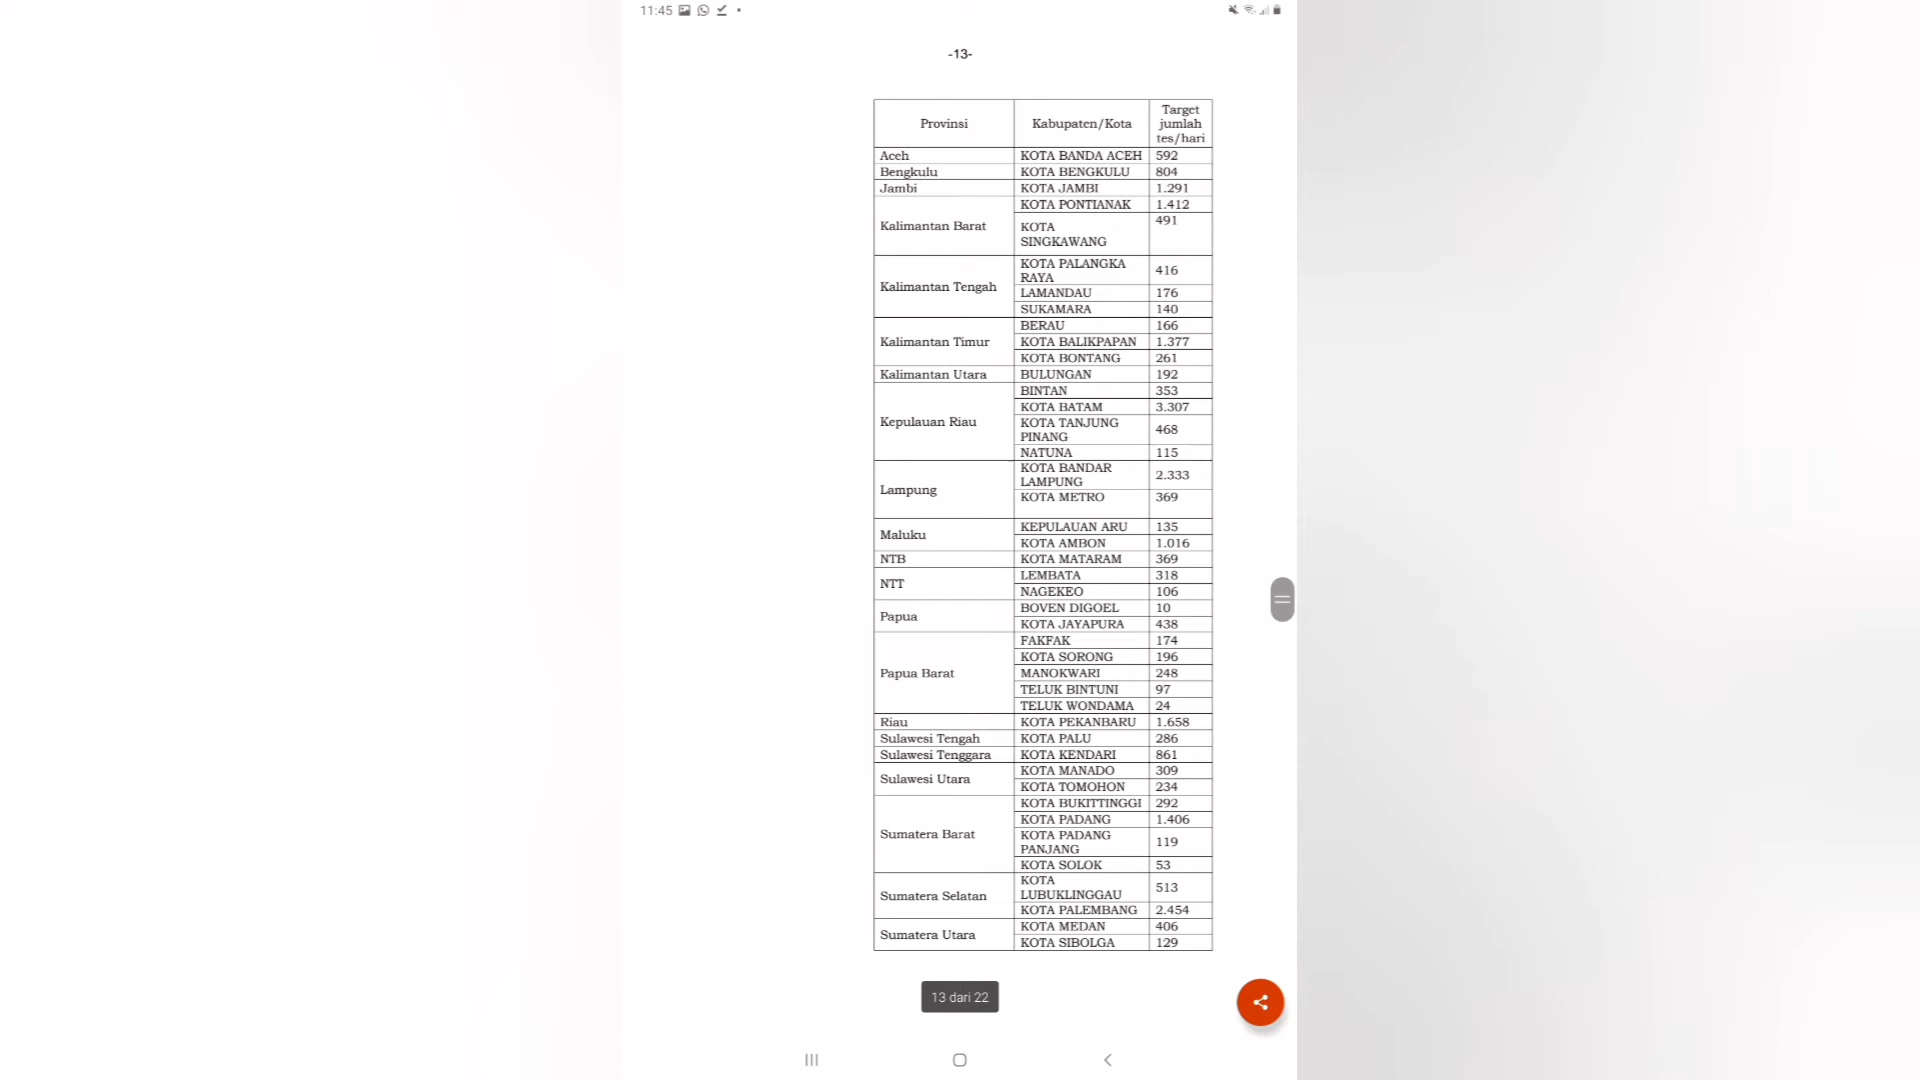 11:45
-13-
Provinsi Kabupaten/Kota Target jumlah tes/hari
Aceh KOTA BANDA ACEH 592
Bengkulu KOTA BENGKULU 804
Jambi KOTA JAMBI 1.291
Kalimantan Barat KOTA PONTIANAK 1.412
KOTA SINGKAWANG 491
Kalimantan Tengah KOTA PALANGKA RAYA 416
LAMANDAU 176
SUKAMARA 140
Kalimantan Timur BERAU 166
KOTA BALIKPAPAN 1.377
KOTA BONTANG 261
Kalimantan Utara BULUNGAN 192
Kepulauan Riau BINTAN 353
KOTA BATAM 3.307
KOTA TANJUNG PINANG 468
NATUNA 115
Lampung KOTA BANDAR LAMPUNG 2.333
KOTA METRO 369
Maluku KEPULAUAN ARU 135
KOTA AMBON 1.016
NTB KOTA MATARAM 369
NTT LEMBATA 318
NAGEKEO 106
Papua BOVEN DIGOEL 10
KOTA JAYAPURA 438
Papua Barat FAKFAK 174
KOTA SORONG 196
MANOKWARI 248
TELUK BINTUNI 97
TELUK WONDAMA 24
Riau KOTA PEKANBARU 1.658
Sulawesi Tengah KOTA PALU 286
Sulawesi Tenggara KOTA KENDARI 861
Sulawesi Utara KOTA MANADO 309
KOTA TOMOHON 234
Sumatera Barat KOTA BUKITTINGGI 292
KOTA PADANG 1.406
KOTA PADANG PANJANG 119
KOTA SOLOK 53
Sumatera Selatan KOTA LUBUKLINGGAU 513
KOTA PALEMBANG 2.454
Sumatera Utara KOTA MEDAN 406
KOTA SIBOLGA 129
13 dari 22